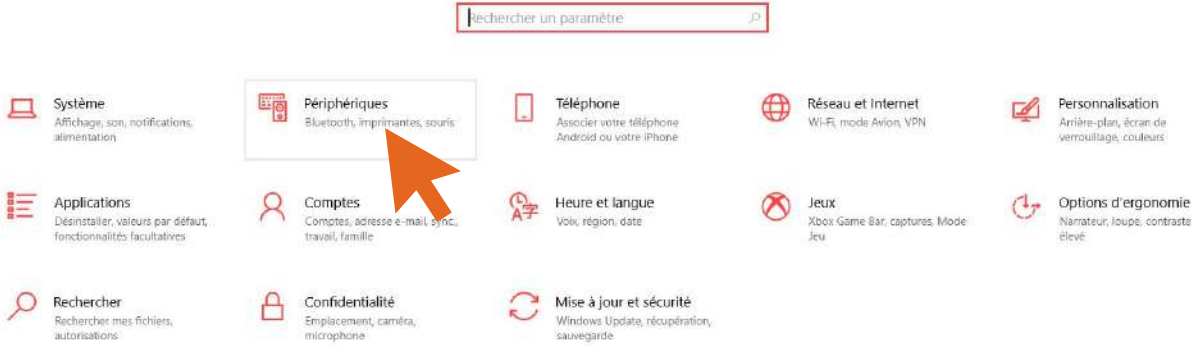 Rechercher un paramètre
Système
Affichage, son, notifications,
alimentation
Périphériques
Bluetooth, imprimantes, souris
Téléphone
Associer votre téléphone
Android ou votre iPhone
Réseau et Internet
Wi-Fi, mode Avion, VPN
Personnalisation
Arrière-plan, écran de
verrouillage, couleurs
Applications
Désinstaller, valeurs par défaut,
fonctionnalités facultatives
Comptes
Comptes, adresse e-mail, sync.,
travail, famille
Heure et langue
Voix, région, date
Jeux
Xbox Game Bar, captures, Mode
Jeu
Options d'ergonomie
Narrateur, loupe, contraste
élevé
Rechercher
Rechercher mes fichiers,
autorisations
Confidentialité
Emplacement, caméra,
microphone
Mise à jour et sécurité
Windows Update, récupération,
sauvegarde